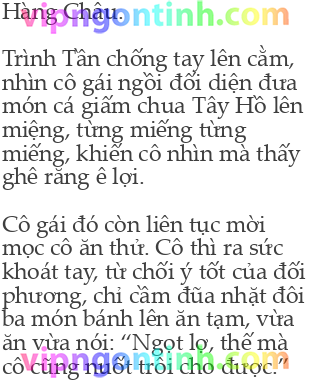 Hàng Châu.
vipngontinh.com
Trình Tân chống tay lên cằm,
nhìn cô gái ngồi đối diện đưa
món cá giấm chua Tây Hồ lên
miệng, từng miếng từng
miếng, khiến cô nhìn mà thấy
ghê răng ê lợi.
Cô gái đó còn liên tục mời
mọc cô ăn thử. Cô thì ra sức
khoát tay, từ chối ý tốt của đối
phương, chỉ cầm đũa nhặt đôi
ba món bánh lên ăn tạm, vừa
ăn vừa nói: “Ngọt lợ, thế mà
cô cũng nuốt trôi cho được.”
vipngontinh.com